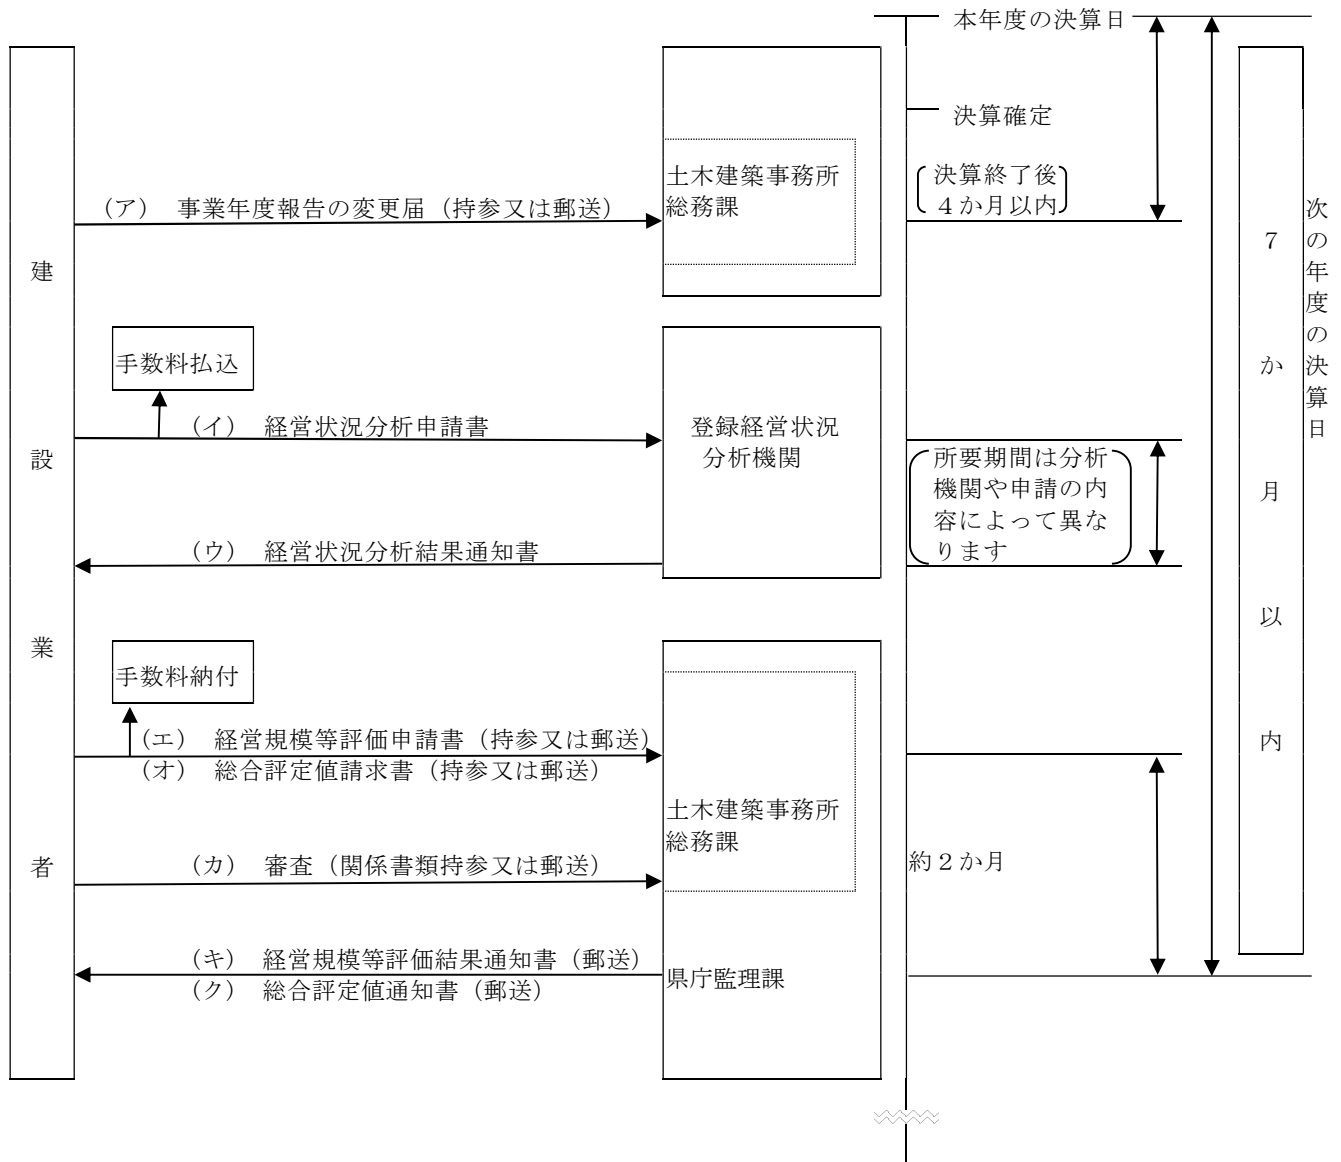 本年度の決算日
決算確定
土木建築事務所
総務課
決算終了後
４か月以内
（ア） 事業年度報告の変更届（持参又は郵送）
建設業者
手数料払込
（イ） 経営状況分析申請書
登録経営状況
分析機関
所要期間は分析
機関や申請の内
容によって異な
ります
（ウ） 経営状況分析結果通知書
手数料納付
（エ） 経営規模等評価申請書（持参又は郵送）
（オ） 総合評定値請求書（持参又は郵送）
土木建築事務所
総務課
（カ） 審査（関係書類持参又は郵送）
約２か月
（キ） 経営規模等評価結果通知書（郵送）
（ク） 総合評定値通知書（郵送）
県庁監理課
７か月以内
次の年度の決算日